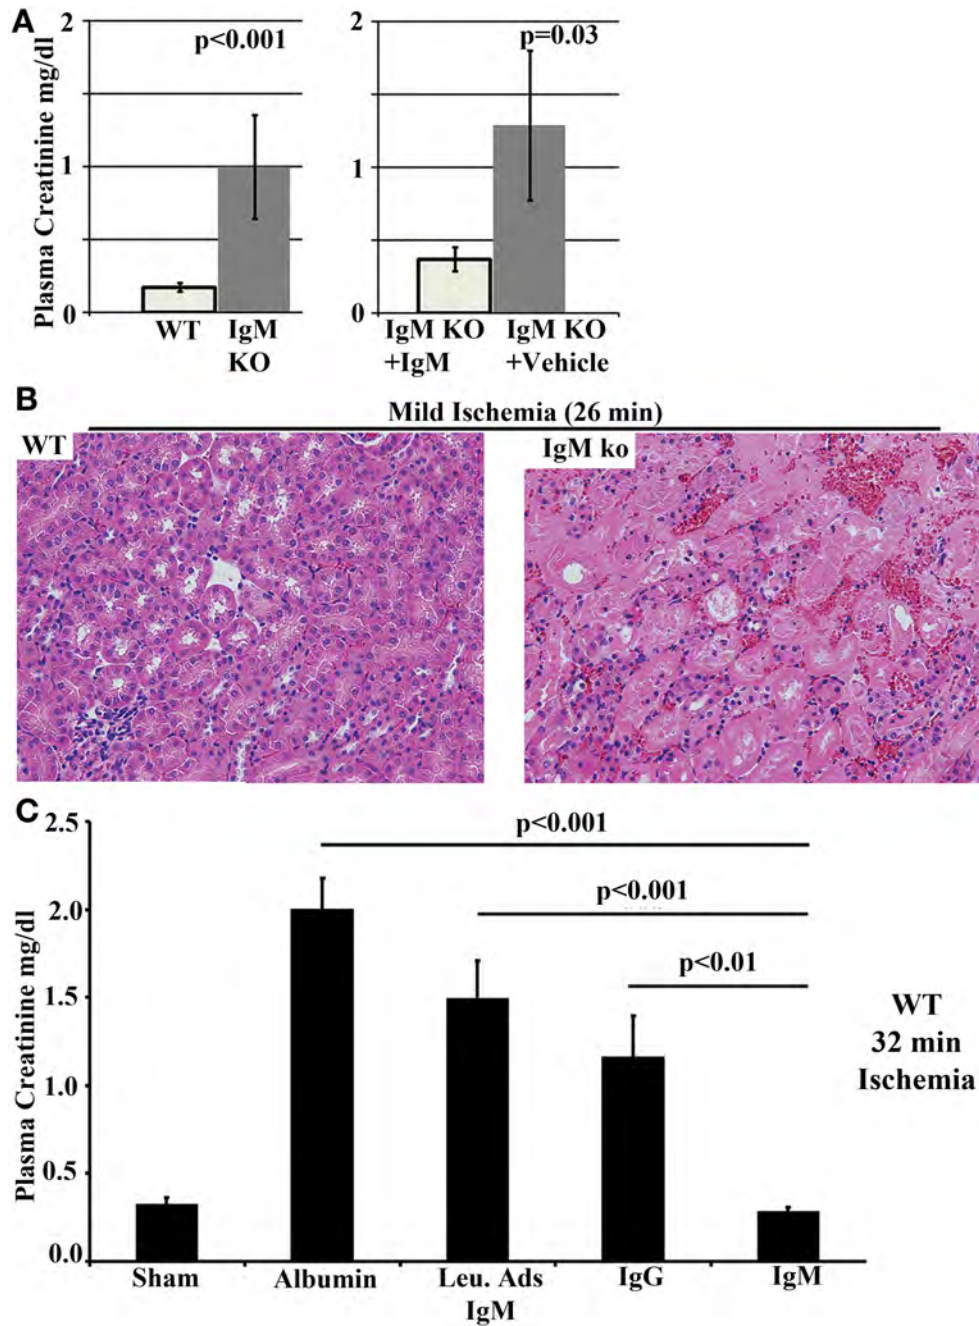 A
2
p<0.001
1
0
Plasma Creatinine mg/dl
WT
IgM
KO
2
p=0.03
1
0
IgM KO
+IgM
IgM KO
+Vehicle
B
Mild Ischemia (26 min)
WT
IgM ko
C
2.5
2.0
1.5
1.0
0.5
0.0
Plasma Creatinine mg/dl
p<0.001
p<0.001
p<0.01
WT
32 min
Ischemia
Sham
Albumin
Leu. Ads
IgM
IgG
IgM